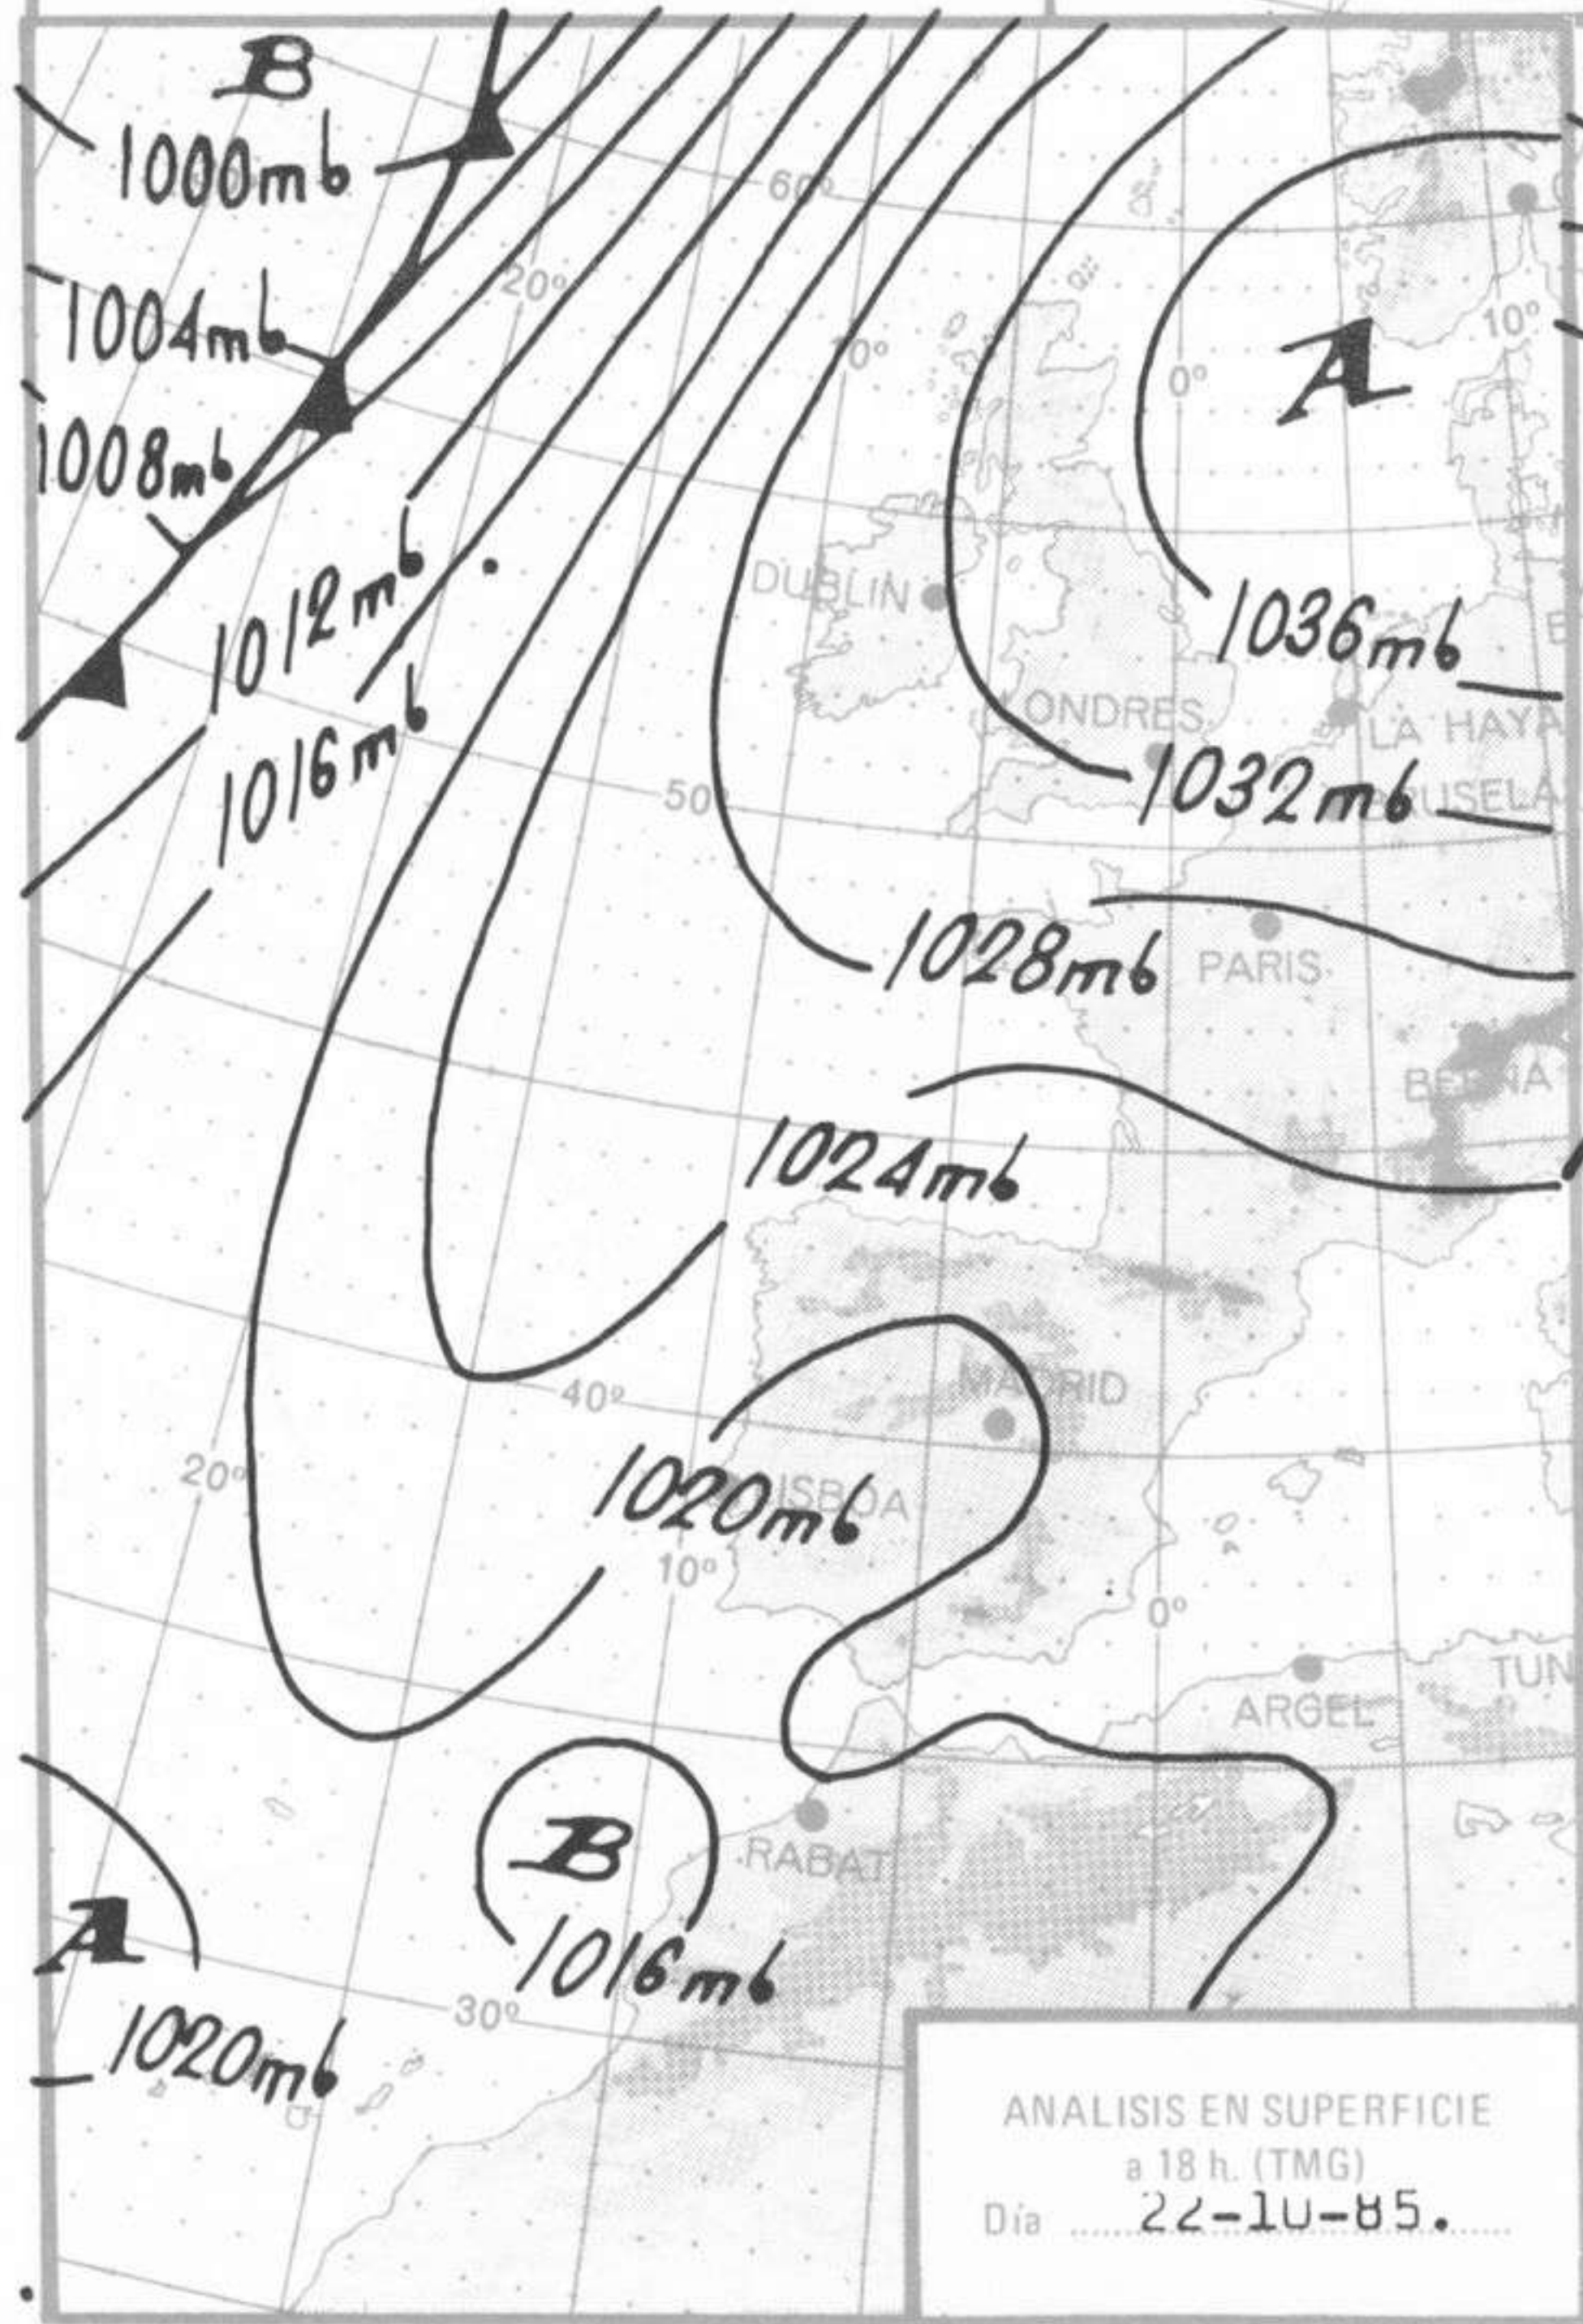 B
1000mb
60º
20º
1004mb
10º
10º
0º
A
1008mb
1012mb
DUBLIN
1036mb
LONDRES
LA HAYA
1016mb
50
1032mb
1028mb
PARIS
BERNA
1024mb
40º
MADRID
20º
1020mb
LISBOA
10º
0º
TUN
ARGEL
B
RABAT
A
1016mb
30º
1020mb
ANALISIS EN SUPERFICIE
a 18 h. (TMG)
Día 22-10-85.